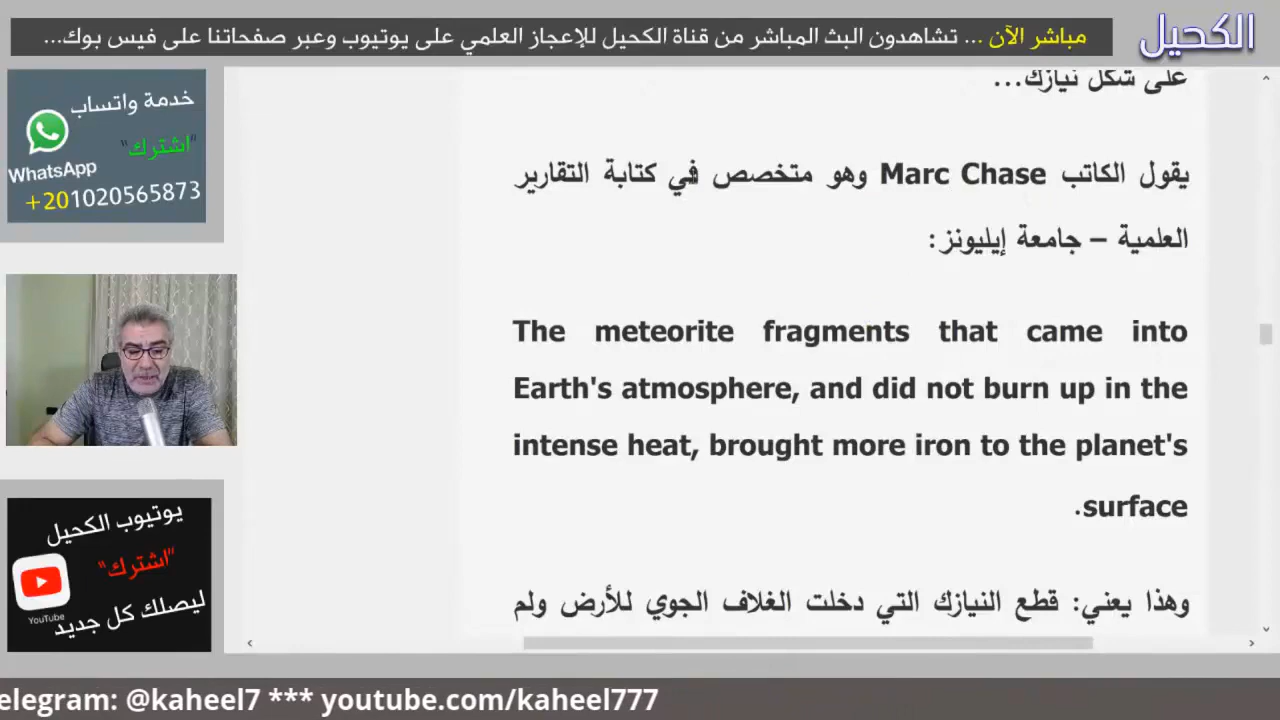 الكحيل
مباشر الآن ... تشاهدون البث المباشر من قناة الكحيل للإعجاز العلمي على يوتيوب وعبر صفحاتنا على فيس بوك...
خدمة واتساب
"اشترك"
WhatsApp
+201020565873
على شكل نيازك...
يقول الكاتب Marc Chase وهو متخصص في كتابة التقارير
العلمية – جامعة إيليونز:
The meteorite fragments that came into
Earth's atmosphere, and did not burn up in the
intense heat, brought more iron to the planet's
.surface
وهذا يعني: قطع النيازك التي دخلت الغلاف الجوي للأرض ولم
يوتيوب الكحيل
"اشترك"
YouTube
ليصلك كل جديد
elegram: @kaheel7 *** youtube.com/kaheel777